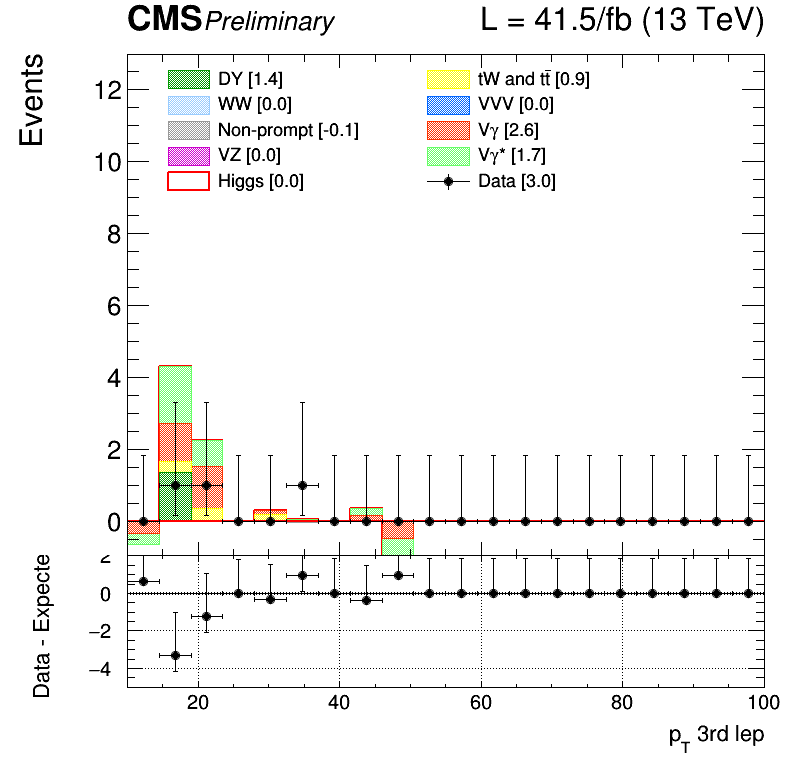 CMS Preliminary L = 41.5/fb (13 TeV)
Events
DY [1.4] tW and tt̄ [0.9]
WW [0.0] VVV [0.0]
Non-prompt [-0.1] Vγ [2.6]
VZ [0.0] Vγ* [1.7]
Higgs [0.0] Data [3.0]
12
10
8
6
4
2
0
Data - Expecte
2
0
−2
−4
20 40 60 80 100
pT 3rd lep